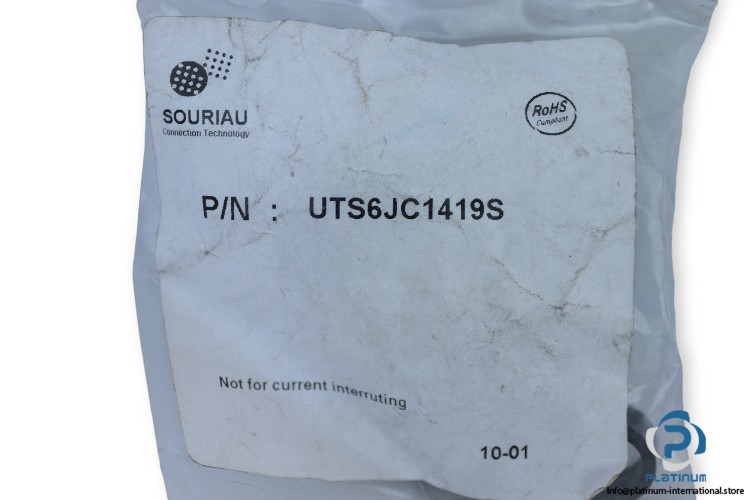 SOURIAU
Connection Technology
RoHS
Compliant
P/N : UTS6JC1419S
Not for current interruting
10-01
PLATINUM
info@platinum-international.store